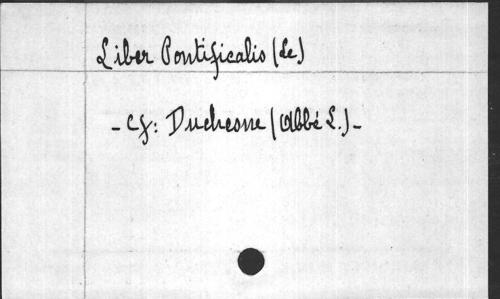 Liber Pontificalis (Le)
- Cf: Duchesne (Abbé L.) -